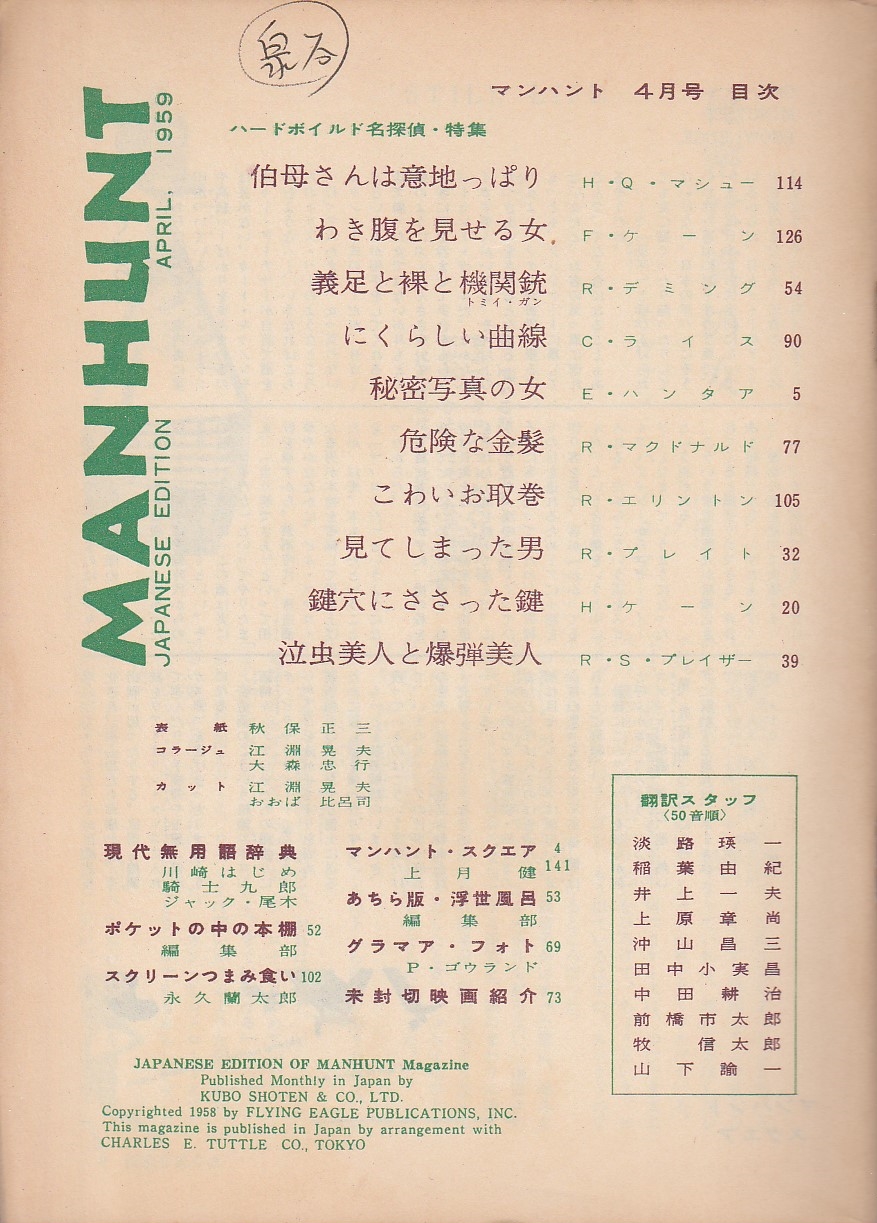 泉谷
マンハント 4月号 目次
MANHUNT
JAPANESE EDITION APRIL, 1959
ハードボイルド名探偵・特集
伯母さんは意地っぱり H・Q・マシュー 114
わき腹を見せる女 F・ケーン 126
義足と裸と機関銃 R・デミング 54
トミイ・ガン
にくらしい曲線 C・ライス 90
秘密写真の女 E・ハンタア 5
危険な金髪 R・マクドナルド 77
こわいお取巻 R・エリントン 105
見てしまった男 R・プレイト 32
鍵穴にささった鍵 H・ケーン 20
泣虫美人と爆弾美人 R・S・プレイザー 39
表紙 秋保正三
コラージュ 江淵晃夫
大森忠行
カット 江淵晃夫
おおば比呂司
現代無用語辞典
川崎はじめ
騎士九郎
ジャック・尾木
ポケットの中の本棚 52
編集部
スクリーンつまみ食い 102
永久蘭太郎
マンハント・スクエア 4
141
上月健
あちら版・浮世風呂 53
編集部
グラマア・フォト 69
P・ゴウランド
未封切映画紹介 73
翻訳スタッフ
〈50音順〉
淡路瑛一
稲葉由紀
井上一夫
上原章尚
沖山昌三
田中小実昌
中田耕治
前橋市太郎
牧信太郎
山下諭一
JAPANESE EDITION OF MANHUNT Magazine
Published Monthly in Japan by
KUBO SHOTEN & CO., LTD.
Copyrighted 1958 by FLYING EAGLE PUBLICATIONS, INC.
This magazine is published in Japan by arrangement with
CHARLES E. TUTTLE CO., TOKYO